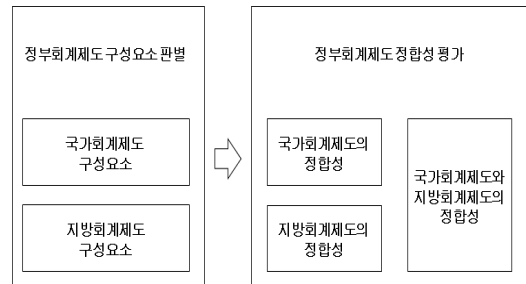 정부회계제도 구성요소 판별
국가회계제도
구성요소
지방회계제도
구성요소
정부회계제도 정합성 평가
국가회계제도의
정합성
지방회계제도의
정합성
국가회계제도와
지방회계제도의
정합성